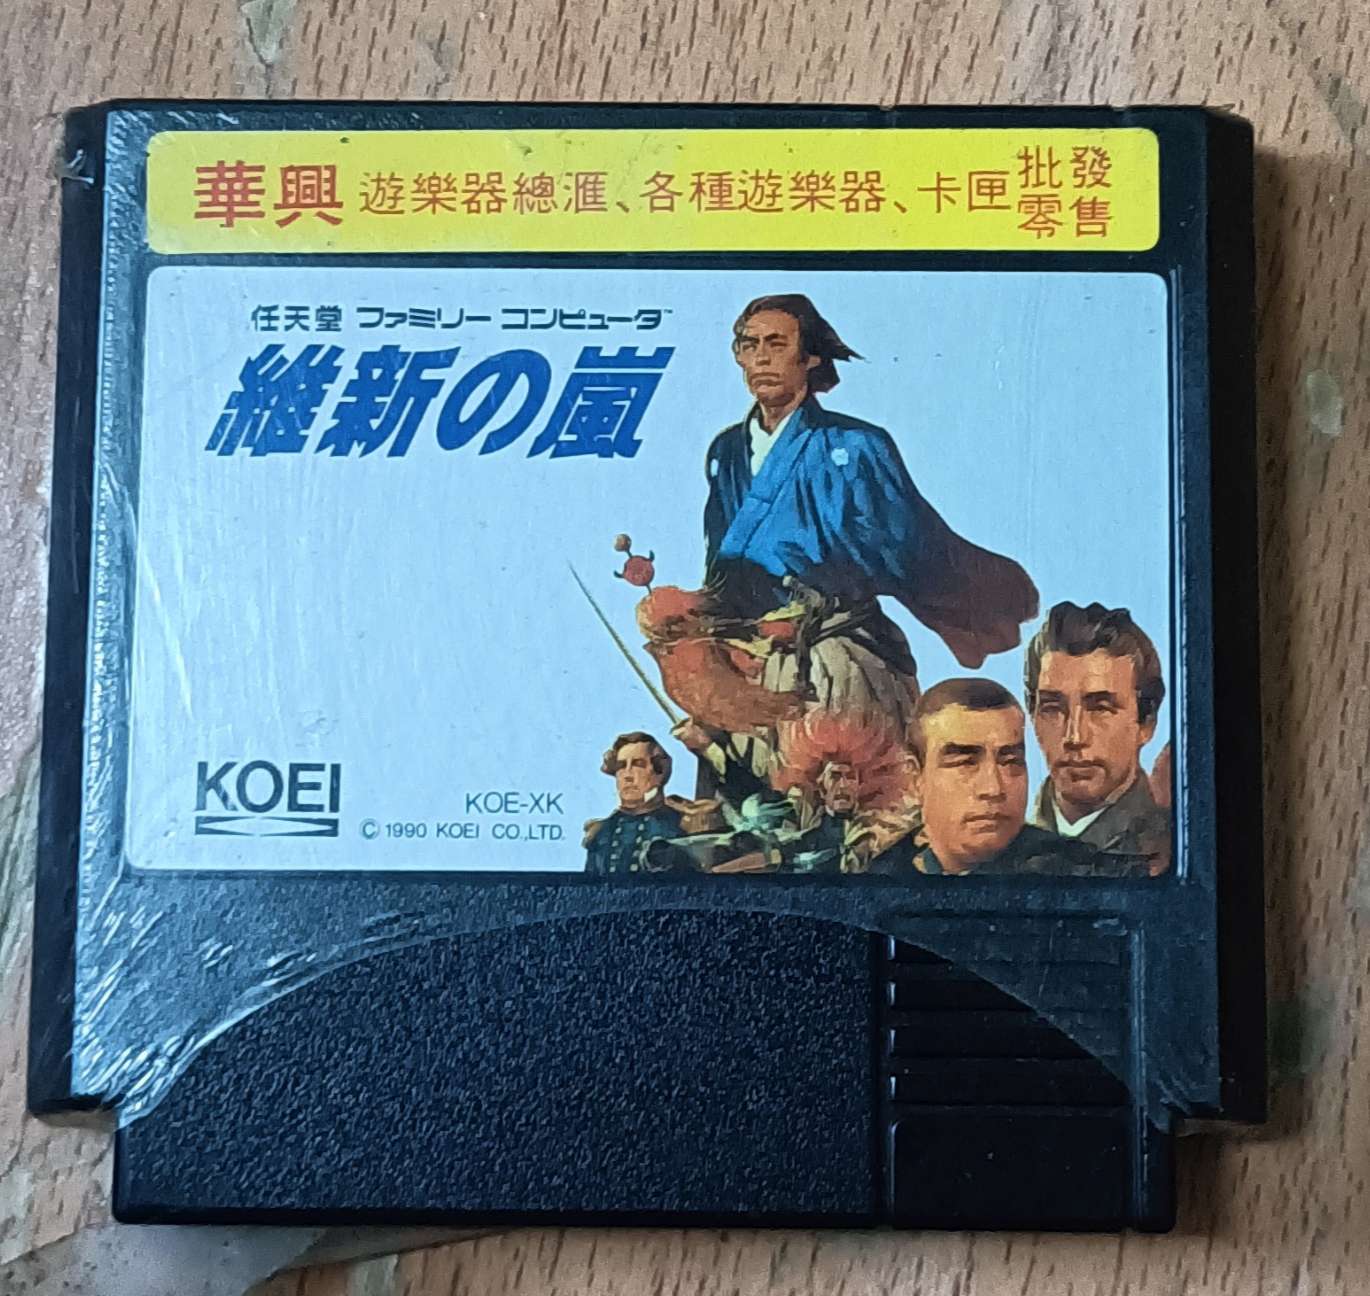 華興 遊樂器總滙、各種遊樂器、卡匣批發零售
任天堂 ファミリー コンピュータ™
維新の嵐
KOEI
KOE-XK
© 1990 KOEI CO.,LTD.